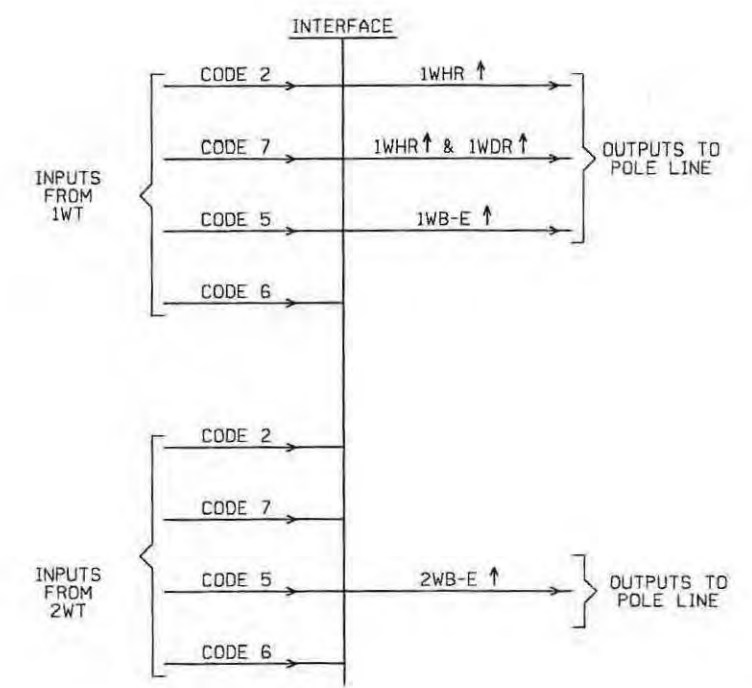 INTERFACE
CODE 2
1WHR ↑
CODE 7
1WHR↑ & 1WDR↑
CODE 5
1WB-E ↑
CODE 6
INPUTS
FROM
1WT
OUTPUTS TO
POLE LINE
CODE 2
CODE 7
CODE 5
2WB-E ↑
CODE 6
INPUTS
FROM
2WT
OUTPUTS TO
POLE LINE